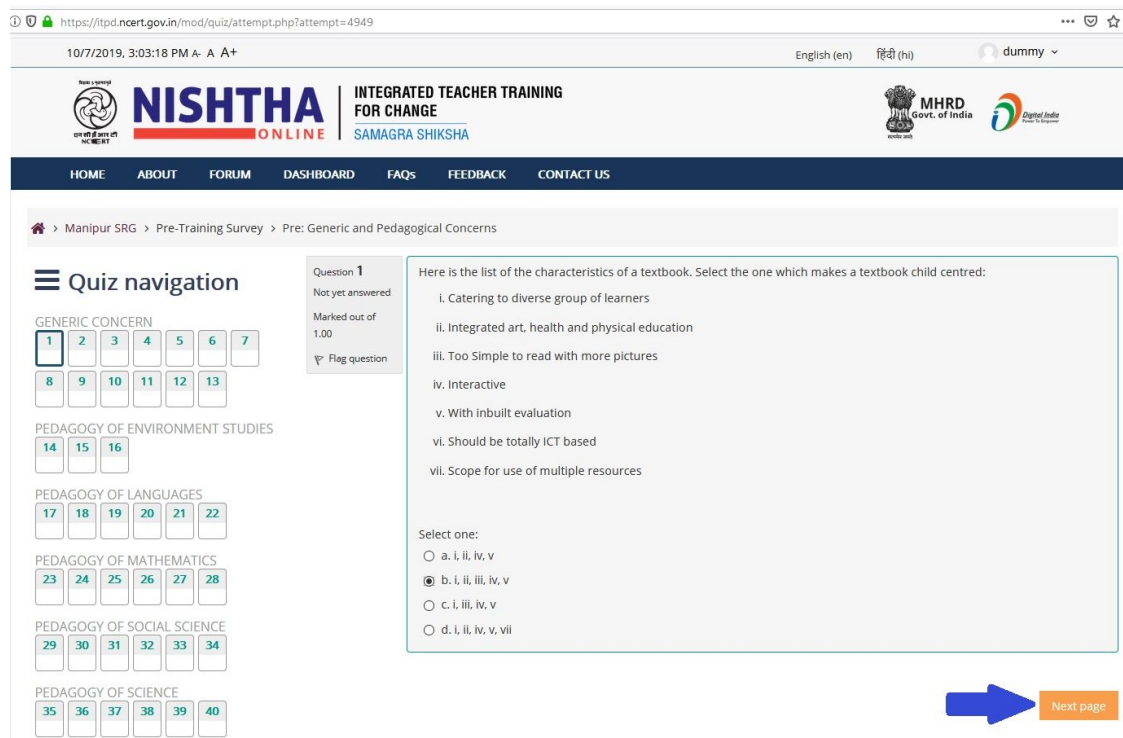 https://itpd.ncert.gov.in/mod/quiz/attempt.php?attempt=4949
10/7/2019, 3:03:18 PM A- A A+
English (en) हिंदी (hi) dummy
एन सी ई आर टी
NCERT
NISHTHA
ONLINE
INTEGRATED TEACHER TRAINING
FOR CHANGE
SAMAGRA SHIKSHA
MHRD
Govt. of India
Digital India
Power To Empower
HOME ABOUT FORUM DASHBOARD FAQs FEEDBACK CONTACT US
> Manipur SRG > Pre-Training Survey > Pre: Generic and Pedagogical Concerns
Quiz navigation
GENERIC CONCERN
1 2 3 4 5 6 7
8 9 10 11 12 13
PEDAGOGY OF ENVIRONMENT STUDIES
14 15 16
PEDAGOGY OF LANGUAGES
17 18 19 20 21 22
PEDAGOGY OF MATHEMATICS
23 24 25 26 27 28
PEDAGOGY OF SOCIAL SCIENCE
29 30 31 32 33 34
PEDAGOGY OF SCIENCE
35 36 37 38 39 40
Question 1
Not yet answered
Marked out of
1.00
Flag question
Here is the list of the characteristics of a textbook. Select the one which makes a textbook child centred:
i. Catering to diverse group of learners
ii. Integrated art, health and physical education
iii. Too Simple to read with more pictures
iv. Interactive
v. With inbuilt evaluation
vi. Should be totally ICT based
vii. Scope for use of multiple resources
Select one:
a. i, ii, iv, v
b. i, ii, iii, iv, v
c. i, iii, iv, v
d. i, ii, iv, v, vii
Next page